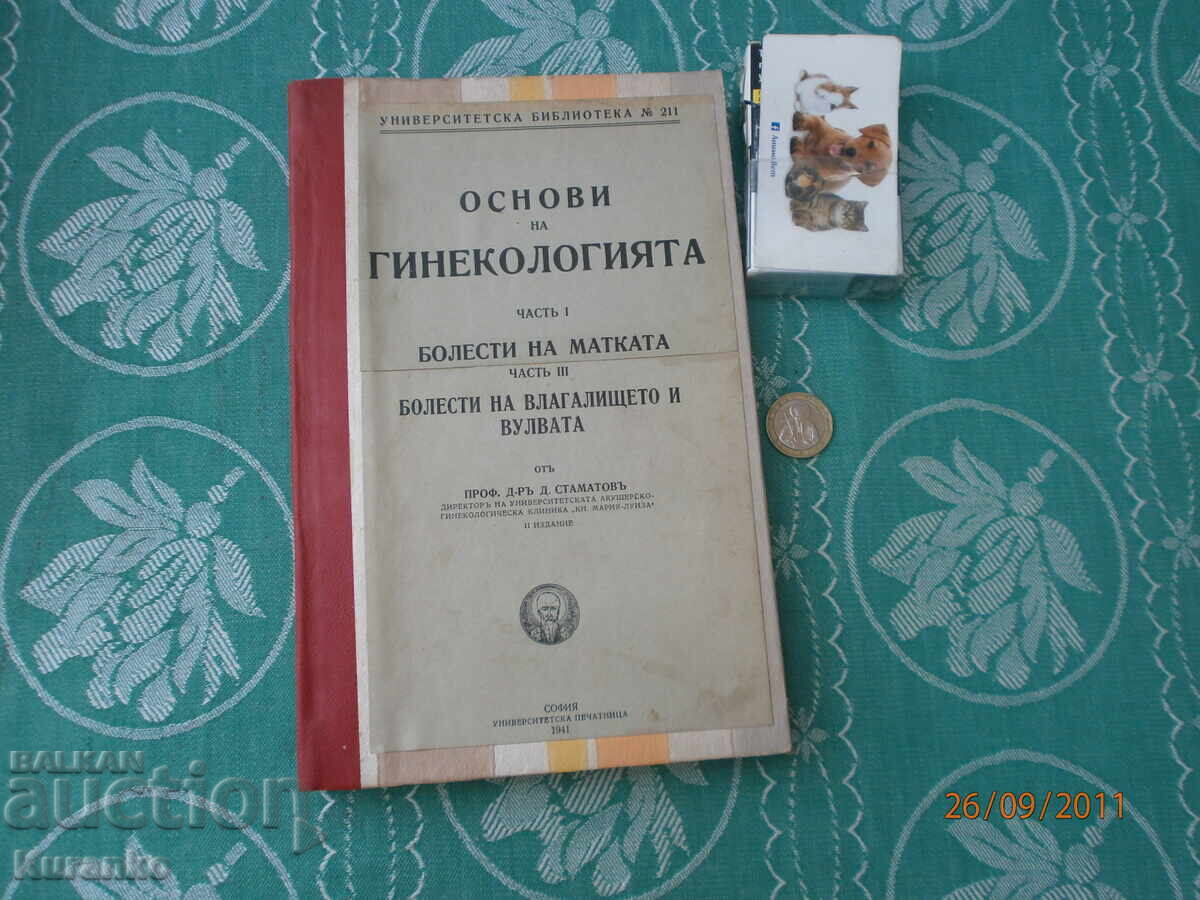 УНИВЕРСИТЕТСКА БИБЛИОТЕКА № 211
ОСНОВИ
НА
ГИНЕКОЛОГИЯТА
ЧАСТЬ I
БОЛЕСТИ НА МАТКАТА
ЧАСТЬ III
БОЛЕСТИ НА ВЛАГАЛИЩЕТО И
ВУЛВАТА
ОТЪ
ПРОФ. Д-РЪ Д. СТАМАТОВЪ
ДИРЕКТОРЪ НА УНИВЕРСИТЕТСКАТА АКУШЕРСКО-
ГИНЕКОЛОГИЧЕСКА КЛИНИКА „КН. МАРИЯ-ЛУИЗА"
II ИЗДАНИЕ
СОФИЯ
УНИВЕРСИТЕТСКА ПЕЧАТНИЦА
1941
BALKAN
auction
Kuranko
26/09/2011